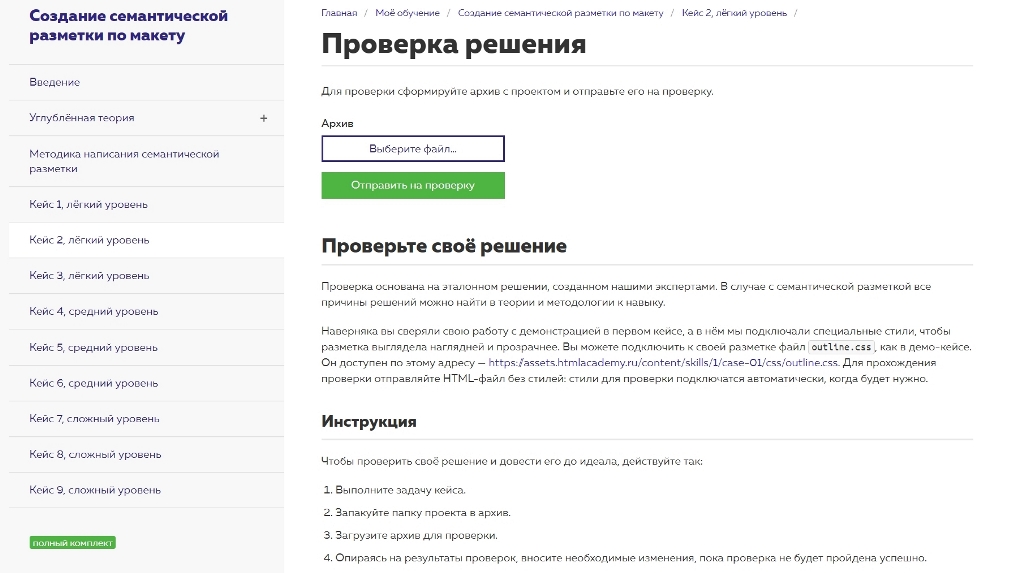 Создание семантической
разметки по макету
Введение
Углублённая теория +
Методика написания семантической
разметки
Кейс 1, лёгкий уровень
Кейс 2, лёгкий уровень
Кейс 3, лёгкий уровень
Кейс 4, средний уровень
Кейс 5, средний уровень
Кейс 6, средний уровень
Кейс 7, сложный уровень
Кейс 8, сложный уровень
Кейс 9, сложный уровень
полный комплект
Главная / Моё обучение / Создание семантической разметки по макету / Кейс 2, лёгкий уровень /
Проверка решения
Для проверки сформируйте архив с проектом и отправьте его на проверку.
Архив
Выберите файл...
Отправить на проверку
Проверьте своё решение
Проверка основана на эталонном решении, созданном нашими экспертами. В случае с семантической разметкой все
причины решений можно найти в теории и методологии к навыку.
Наверняка вы сверяли свою работу с демонстрацией в первом кейсе, а в нём мы подключали специальные стили, чтобы
разметка выглядела нагляднее и прозрачнее. Вы можете подключить к своей разметке файл outline.css, как в демо-кейсе.
Он доступен по этому адресу — https://assets.htmlacademy.ru/content/skills/1/case-01/css/outline.css. Для прохождения
проверки отправляйте HTML-файл без стилей: стили для проверки подключатся автоматически, когда будет нужно.
Инструкция
Чтобы проверить своё решение и довести его до идеала, действуйте так:
1. Выполните задачу кейса.
2. Запакуйте папку проекта в архив.
3. Загрузите архив для проверки.
4. Опираясь на результаты проверок, вносите необходимые изменения, пока проверка не будет пройдена успешно.